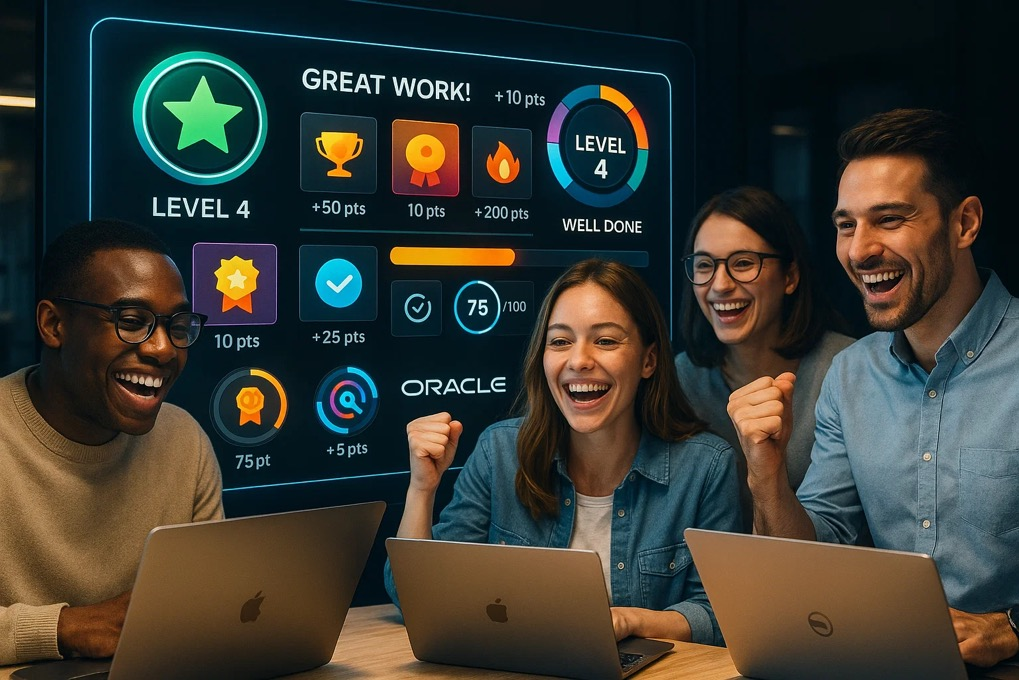 GREAT WORK!
+10 pts
LEVEL 4
LEVEL
4
+50 pts
10 pts
+200 pts
WELL DONE
10 pts
+25 pts
75
/100
ORACLE
75pt
+5 pts